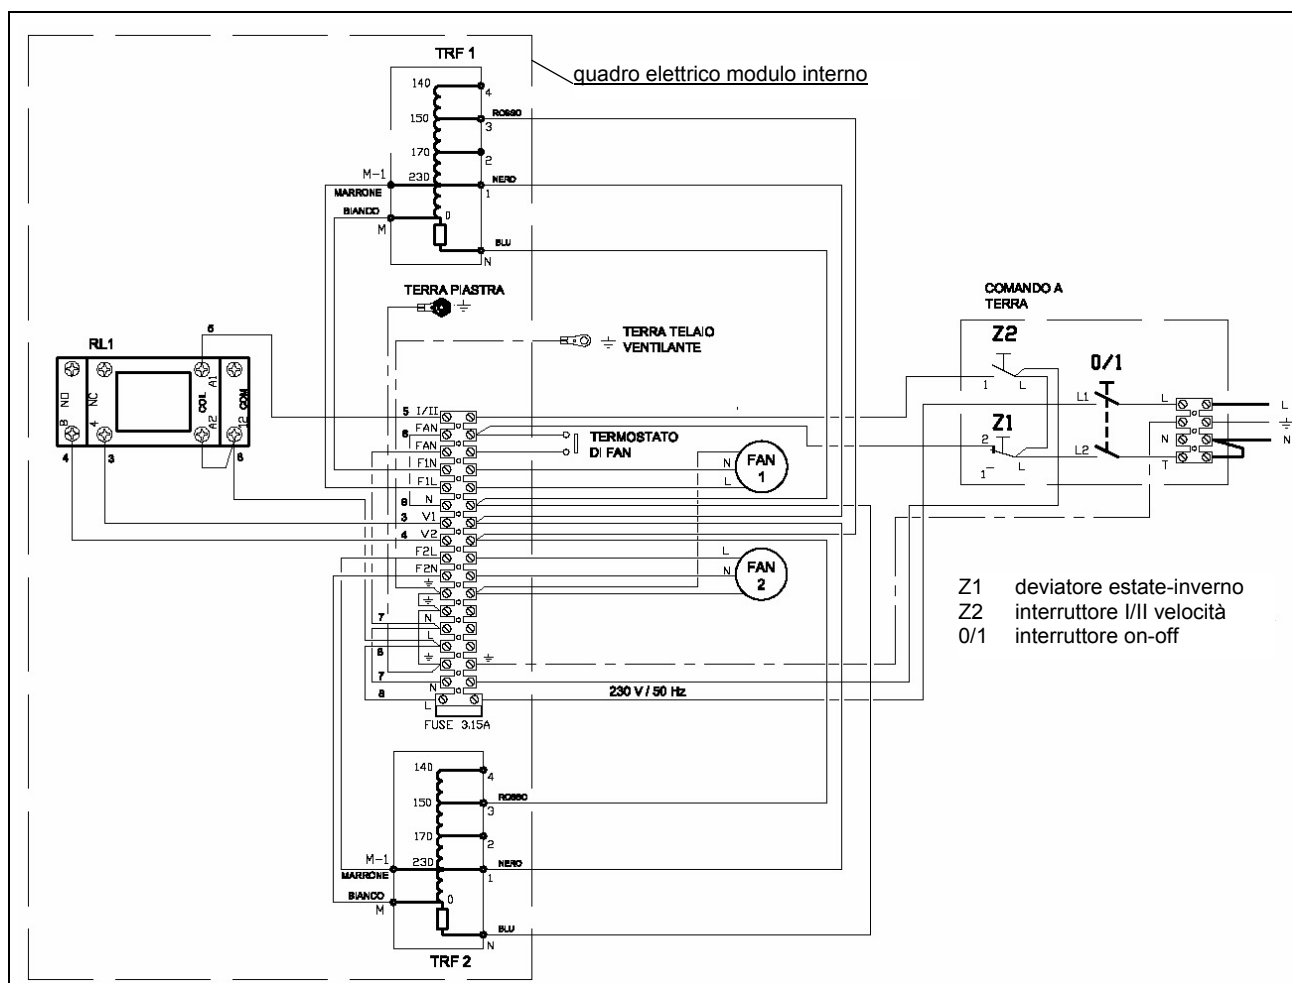 TRF 1
quadro elettrico modulo interno
140
4
ROSSO
150
3
170
2
M-1
230
NERO
MARRONE
1
BIANCO
0
M
BLU
N
TERRA PIASTRA
TERRA TELAIO
VENTILANTE
COMANDO A
TERRA
RL1
6
NO
NC
COIL
A1
COM
8
4
A2
12
4
3
6
5 I/II
FAN
6
FAN
F1N
F1L
8 N
3 V1
4 V2
F2L
F2N
7 N
L
6
7
N
8
L
FUSE 3.15A
TERMOSTATO
DI FAN
N
L
FAN
1
L
N
FAN
2
230 V / 50 Hz
Z2
1 L
0/1
L1
L
L
Z1
2
1
L
L2
N
T
N
Z1 deviatore estate-inverno
Z2 interruttore I/II velocità
0/1 interruttore on-off
140
4
150
ROSSO
3
170
2
M-1
230
NERO
MARRONE
1
BIANCO
0
M
BLU
N
TRF 2